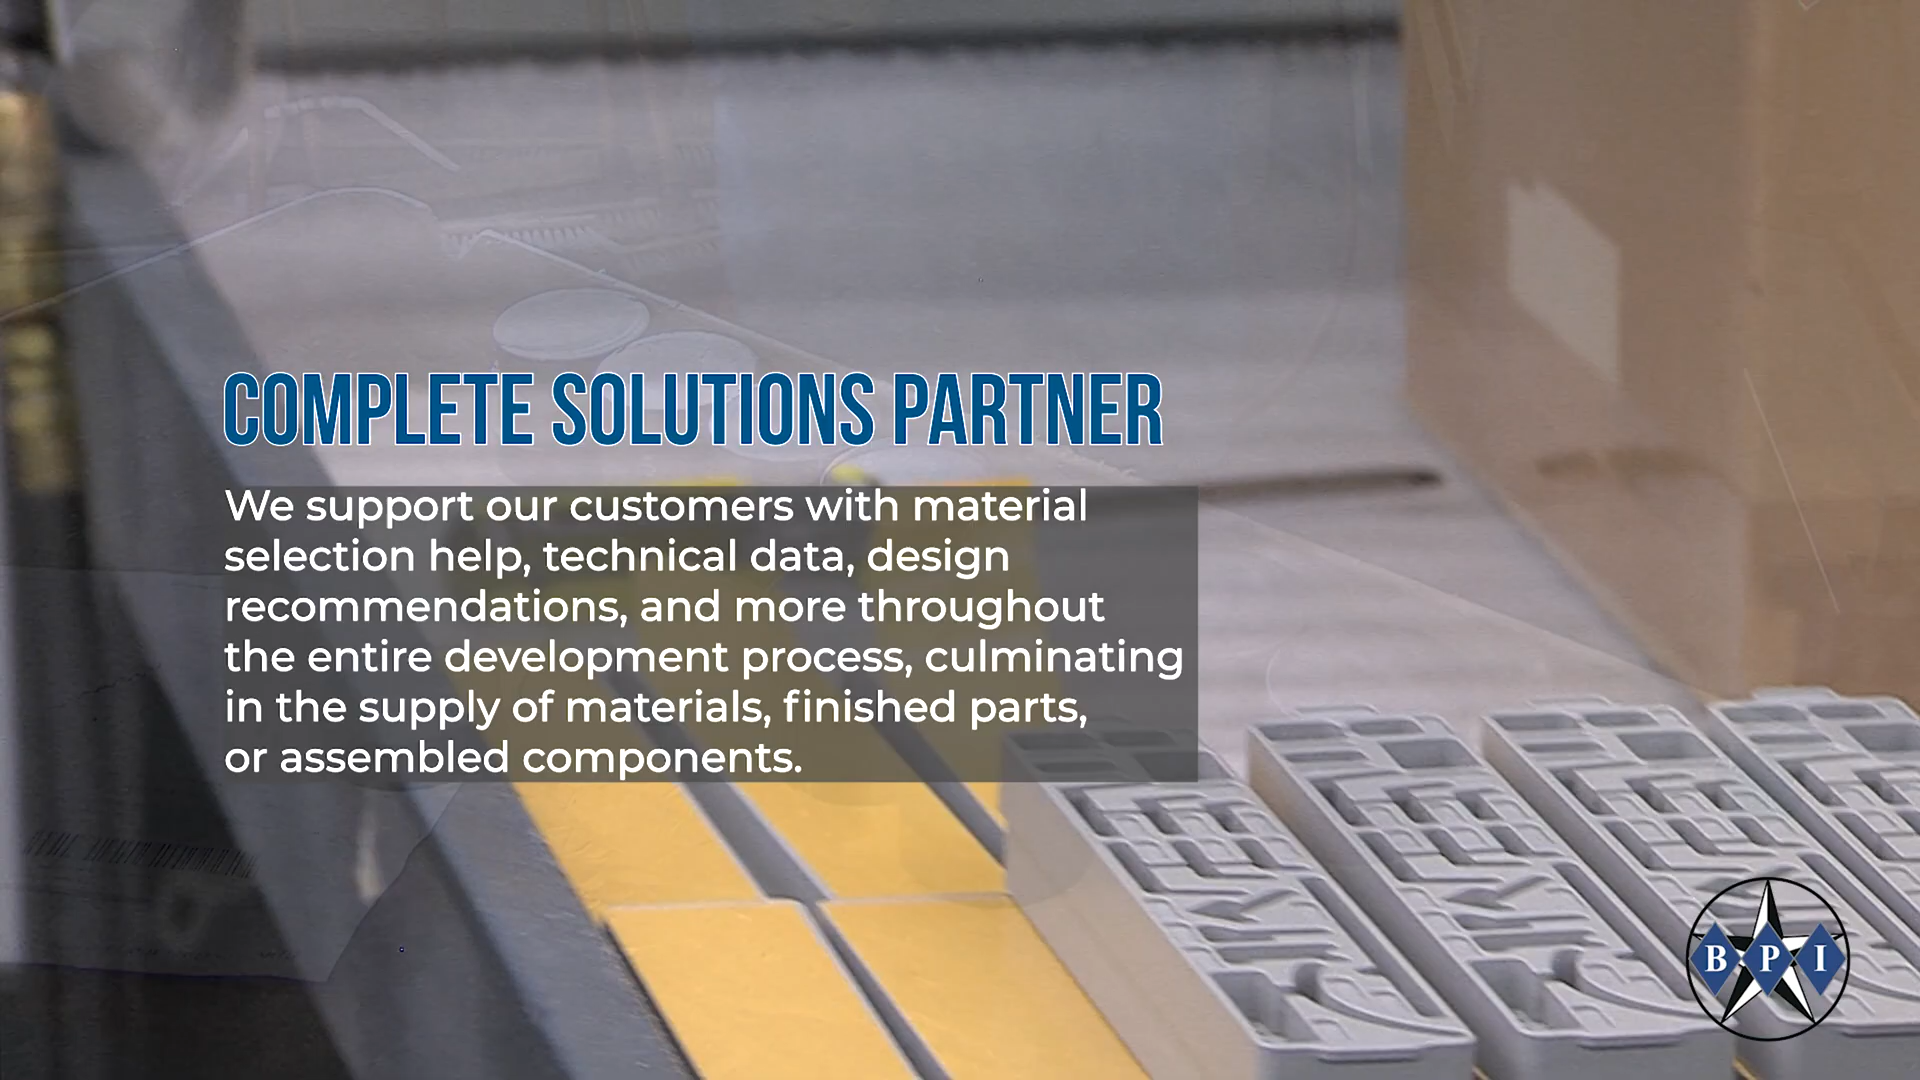 COMPLETE SOLUTIONS PARTNER
We support our customers with material
selection help, technical data, design
recommendations, and more throughout
the entire development process, culminating
in the supply of materials, finished parts,
or assembled components.
B P I